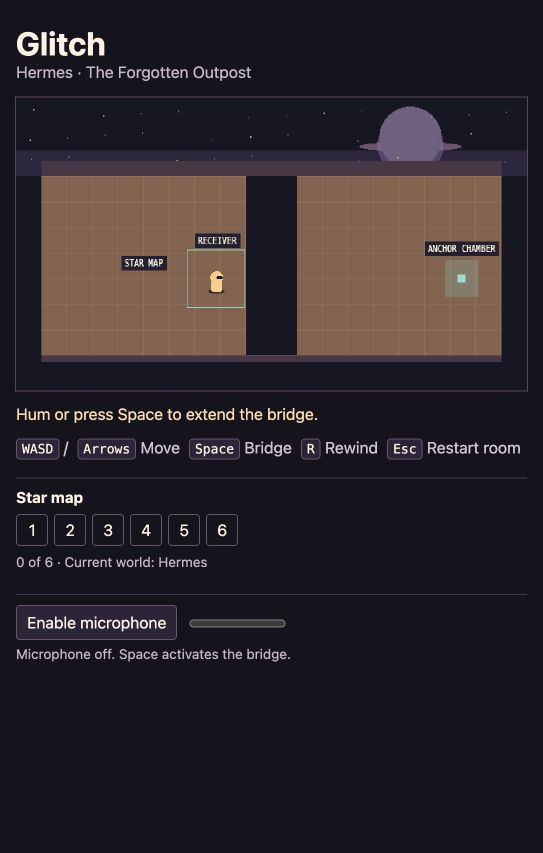 Glitch
Hermes · The Forgotten Outpost
RECEIVER
STAR MAP
ANCHOR CHAMBER
Hum or press Space to extend the bridge.
WASD / Arrows Move Space Bridge R Rewind Esc Restart room
Star map
1 2 3 4 5 6
0 of 6 · Current world: Hermes
Enable microphone
Microphone off. Space activates the bridge.